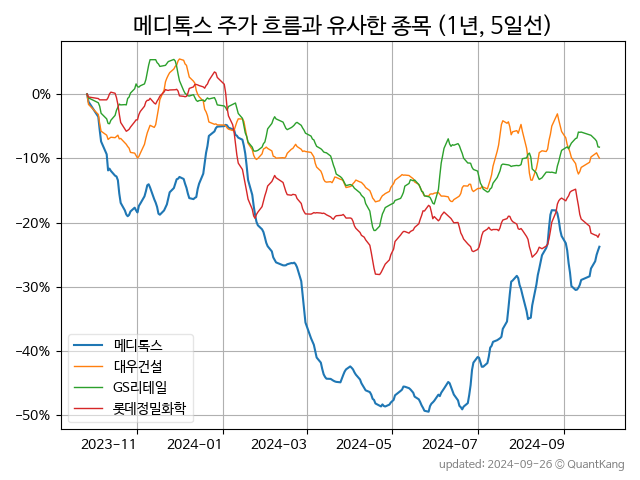 메디톡스 주가 흐름과 유사한 종목 (1년, 5일선)
0%
−10%
−20%
−30%
−40%
−50%
메디톡스
대우건설
GS리테일
롯데정밀화학
2023−11
2024−01
2024−03
2024−05
2024−07
2024−09
updated: 2024-09-26 © QuantKang